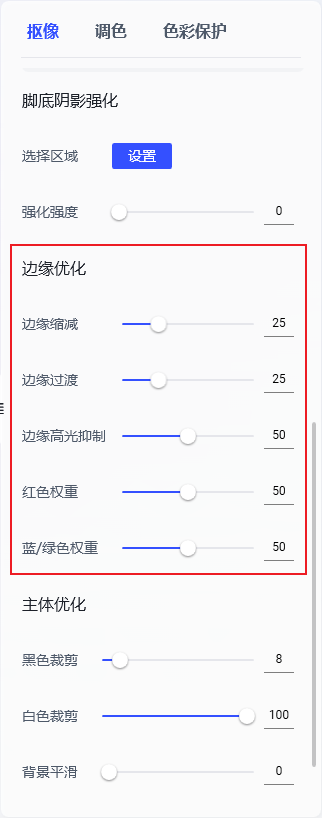 抠像 调色 色彩保护
脚底阴影强化
选择区域 设置
强化强度 0
边缘优化
边缘缩减 25
边缘过渡 25
边缘高光抑制 50
红色权重 50
蓝/绿色权重 50
主体优化
黑色裁剪 8
白色裁剪 100
背景平滑 0